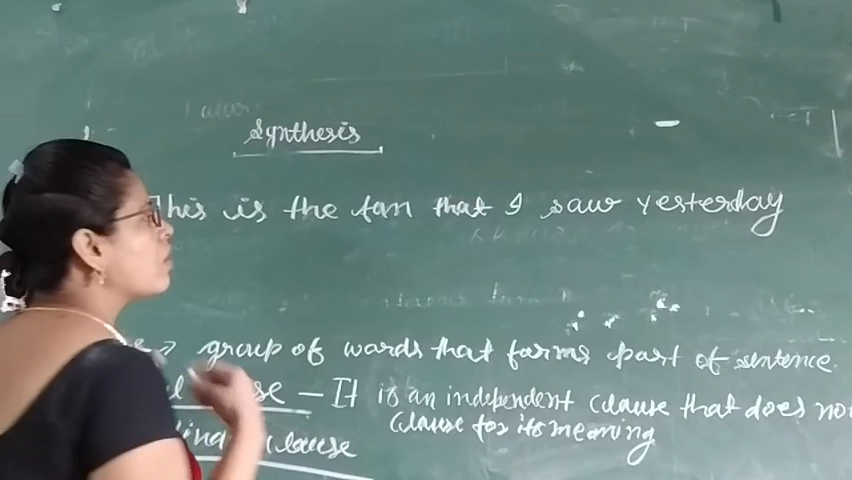 Synthesis
This is the fan that I saw yesterday
group of words that forms part of sentence.
clause — It is an independent clause that does not
clause for its meaning
clause